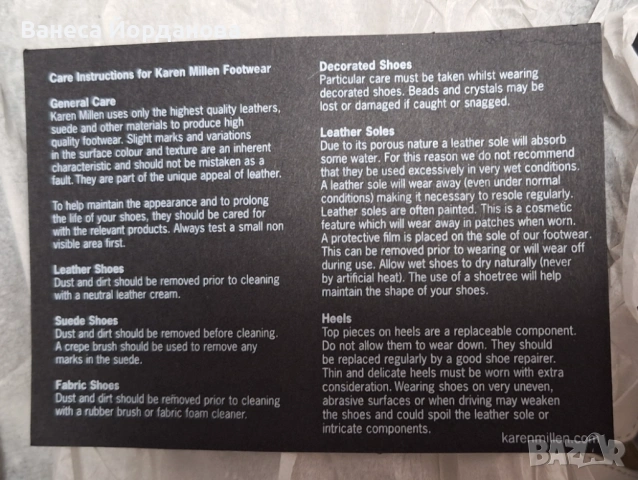 Ванеса Йорданова
Care Instructions for Karen Millen Footwear
General Care
Karen Millen uses only the highest quality leathers,
suede and other materials to produce high
quality footwear. Slight marks and variations
in the surface colour and texture are an inherent
characteristic and should not be mistaken as a
fault. They are part of the unique appeal of leather.
To help maintain the appearance and to prolong
the life of your shoes, they should be cared for
with the relevant products. Always test a small non
visible area first.
Leather Shoes
Dust and dirt should be removed prior to cleaning
with a neutral leather cream.
Suede Shoes
Dust and dirt should be removed before cleaning.
A crepe brush should be used to remove any
marks in the suede.
Fabric Shoes
Dust and dirt should be removed prior to cleaning
with a rubber brush or fabric foam cleaner.
Decorated Shoes
Particular care must be taken whilst wearing
decorated shoes. Beads and crystals may be
lost or damaged if caught or snagged.
Leather Soles
Due to its porous nature a leather sole will absorb
some water. For this reason we do not recommend
that they be used excessively in very wet conditions.
A leather sole will wear away (even under normal
conditions) making it necessary to resole regularly.
Leather soles are often painted. This is a cosmetic
feature which will wear away in patches when worn.
A protective film is placed on the sole of our footwear.
This can be removed prior to wearing or will wear off
during use. Allow wet shoes to dry naturally (never
by artificial heat). The use of a shoetree will help
maintain the shape of your shoes.
Heels
Top pieces on heels are a replaceable component.
Do not allow them to wear down. They should
be replaced regularly by a good shoe repairer.
Thin and delicate heels must be worn with extra
consideration. Wearing shoes on very uneven,
abrasive surfaces or when driving may weaken
the shoes and could spoil the leather sole or
intricate components.
karenmillen.com
BAZAR